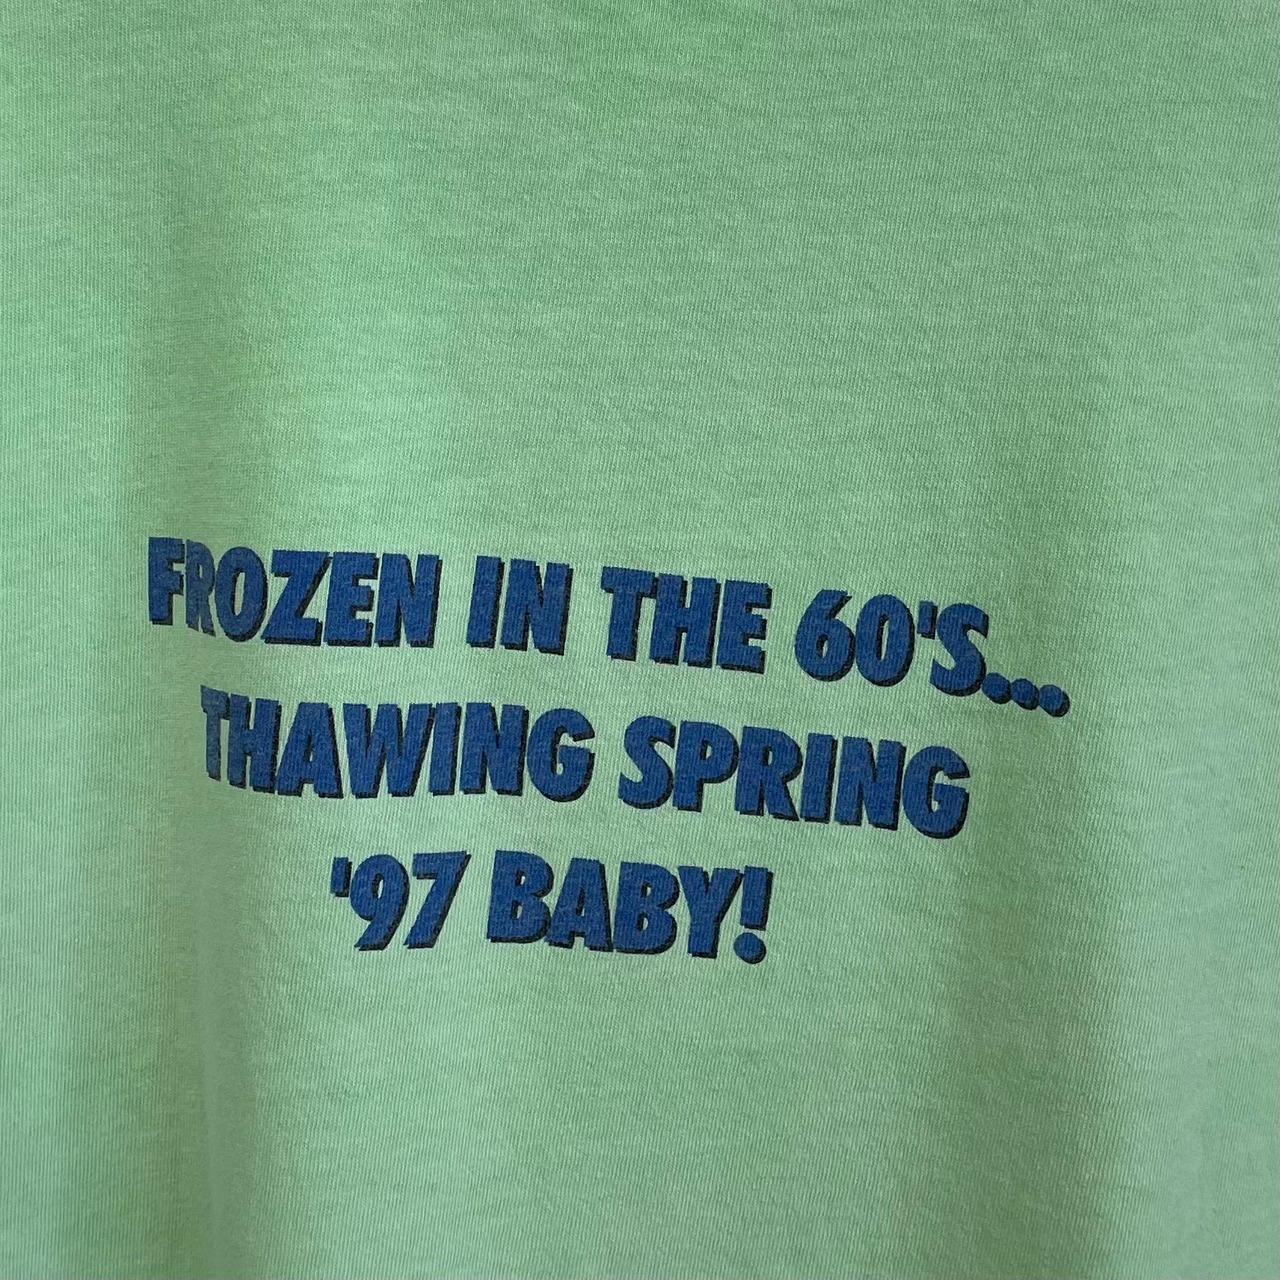 FROZEN IN THE 60'S...
THAWING SPRING
'97 BABY!